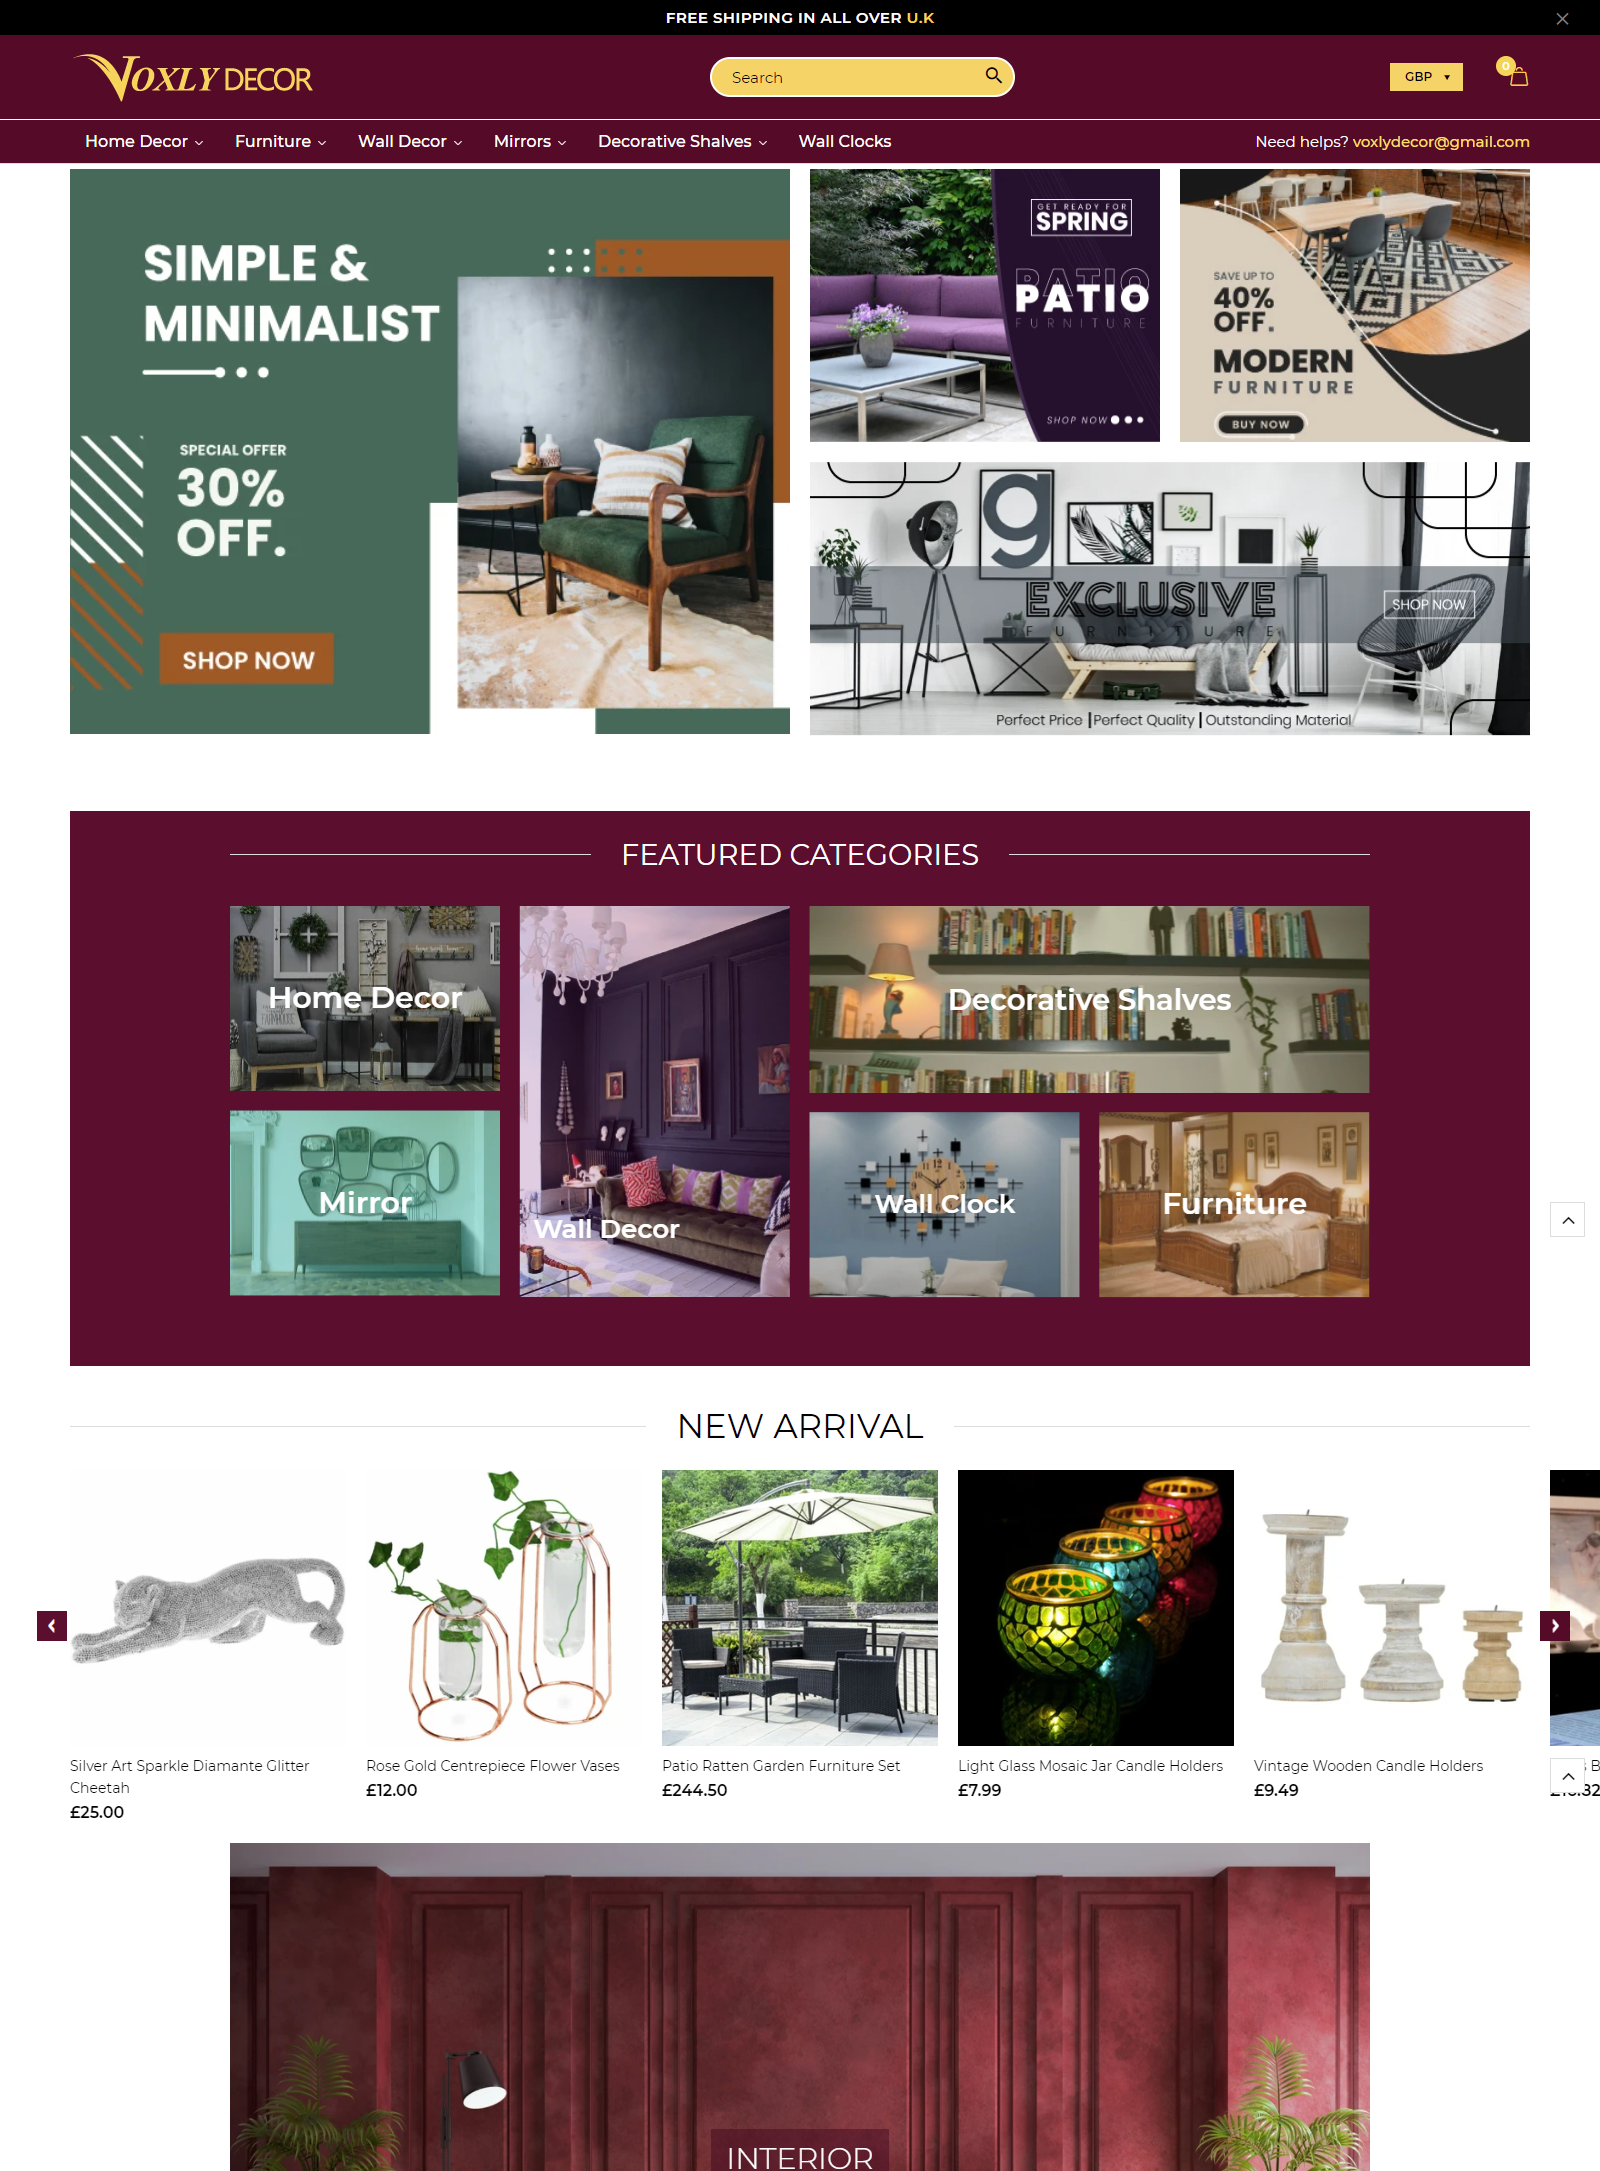 FREE SHIPPING IN ALL OVER U.K
VOXLY DECOR
Search
GBP
0
Home Decor
Furniture
Wall Decor
Mirrors
Decorative Shalves
Wall Clocks
Need helps? voxlydecor@gmail.com
SIMPLE &
MINIMALIST
SPECIAL OFFER
30%
OFF.
SHOP NOW
GET READY FOR
SPRING
PATIO
PATIO
FURNITURE
SHOP NOW
SAVE UP TO
40%
OFF.
MODERN
FURNITURE
BUY NOW
g
EXCLUSIVE
FURNITURE
SHOP NOW
Perfect Price | Perfect Quality | Outstanding Material
FEATURED CATEGORIES
Home Decor
Decorative Shalves
Mirror
Wall Decor
Wall Clock
Furniture
NEW ARRIVAL
Silver Art Sparkle Diamante Glitter
Cheetah
£25.00
Rose Gold Centrepiece Flower Vases
£12.00
Patio Ratten Garden Furniture Set
£244.50
Light Glass Mosaic Jar Candle Holders
£7.99
Vintage Wooden Candle Holders
£9.49
INTERIOR